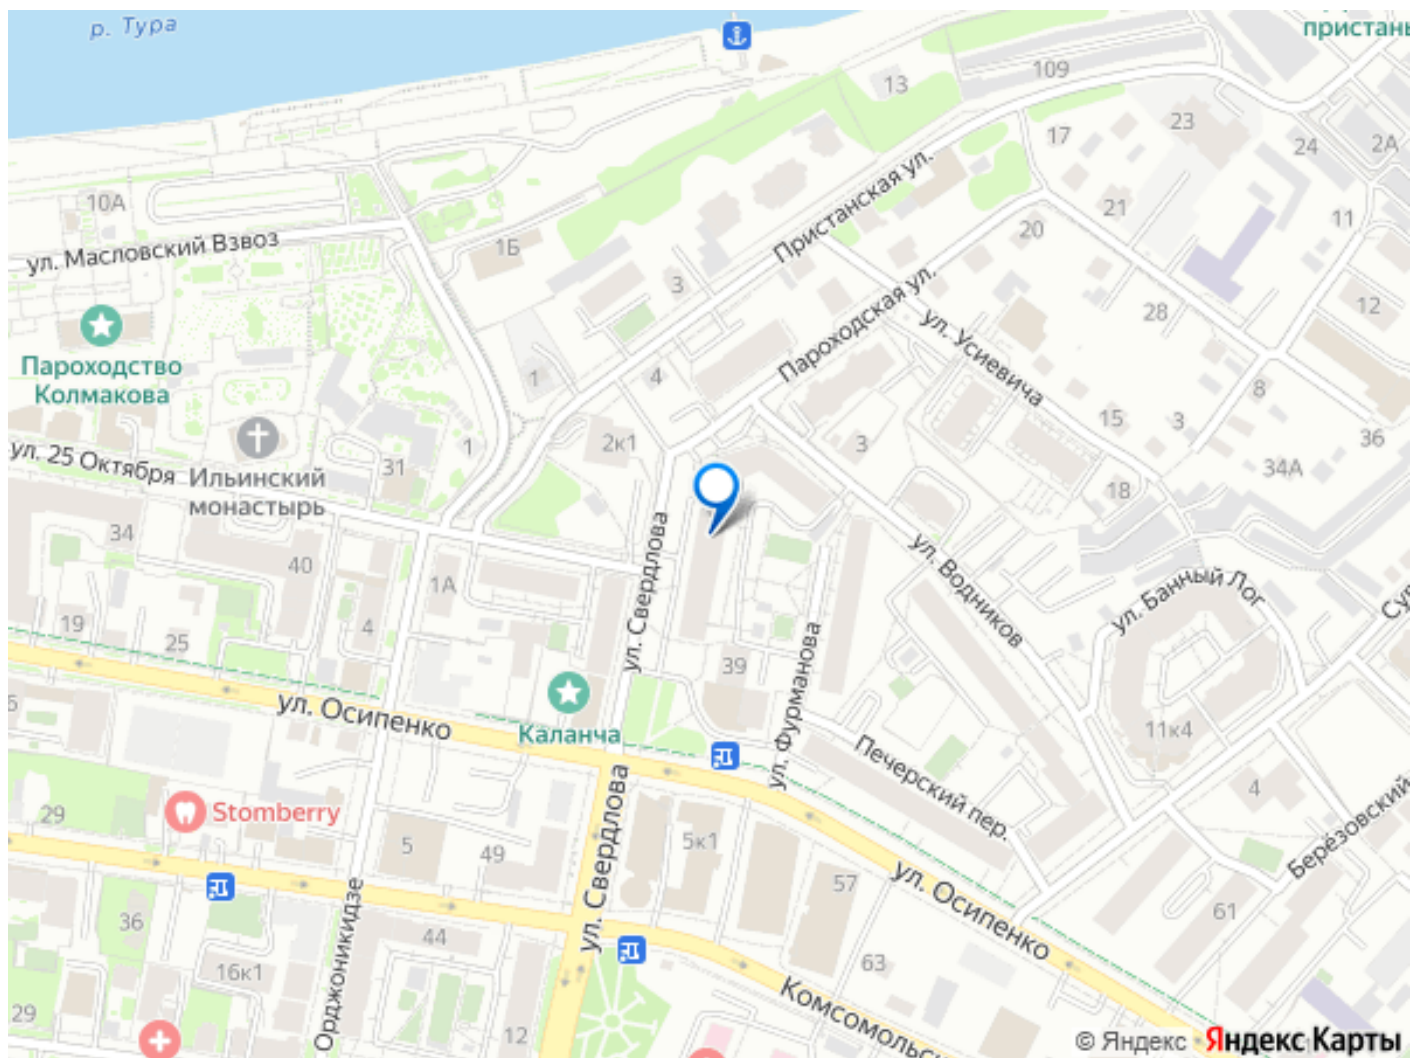 р. Тура
пристань
13
109
17
23
24
2А
10А
ул. Масловский Взвоз
1Б
3
Пристанская ул.
21
20
11
Пароходство
Колмакова
1
4
Пароходская ул.
ул. Усиевича
28
12
8
ул. 25 Октября
Ильинский
монастырь
31
1
2к1
3
15
3
36
34А
18
34
40
1А
ул. Свердлова
ул. Водников
ул. Банный Лог
19
25
4
39
ул. Фурманова
11к4
ул. Осипенко
Каланча
Печерский пер.
4
Берёзовский
29
Stomberry
5
49
ул. Свердлова
5к1
57
ул. Осипенко
61
36
16к1
Орджоникидзе
44
63
29
12
Комсомольск
© Яндекс Яндекс Карты